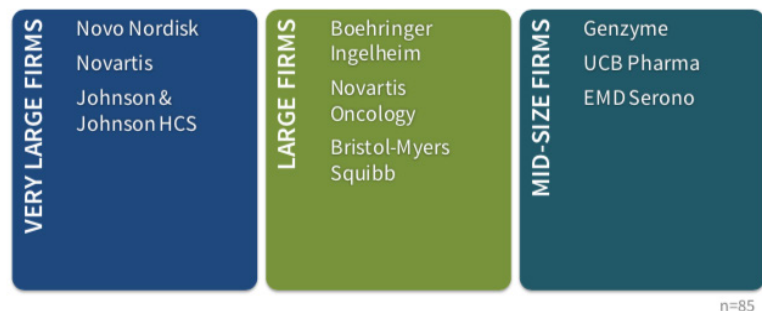 VERY LARGE FIRMS
Novo Nordisk
Novartis
Johnson &
Johnson HCS
LARGE FIRMS
Boehringer
Ingelheim
Novartis
Oncology
Bristol-Myers
Squibb
MID-SIZE FIRMS
Genzyme
UCB Pharma
EMD Serono
n=85